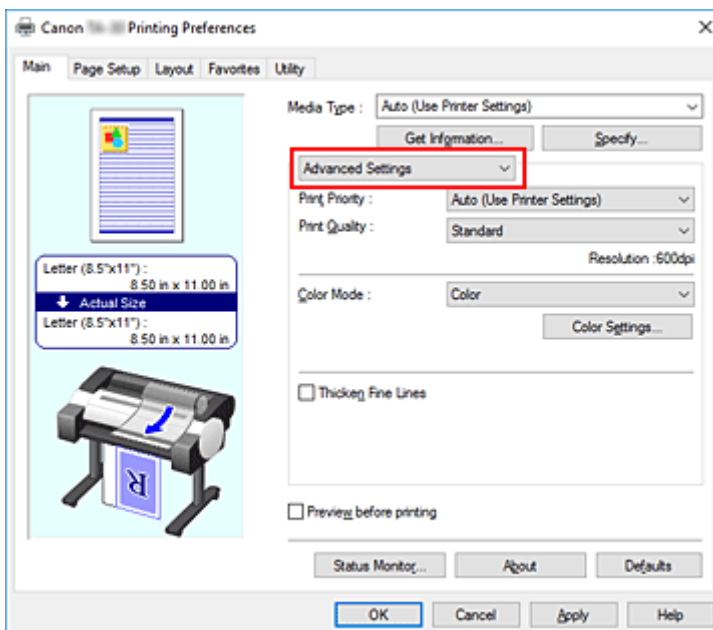 Canon Printing Preferences
Main Page Setup Layout Favorites Utility
Media Type : Auto (Use Printer Settings)
Get Information... Specify...
Advanced Settings
Print Priority : Auto (Use Printer Settings)
Print Quality : Standard
Resolution :600dpi
Letter (8.5"x11") :
8.50 in x 11.00 in
Actual Size
Letter (8.5"x11") :
8.50 in x 11.00 in
Color Mode : Color
Color Settings...
Thicken Fine Lines
R
Preview before printing
Status Monitor... About Defaults
OK Cancel Apply Help